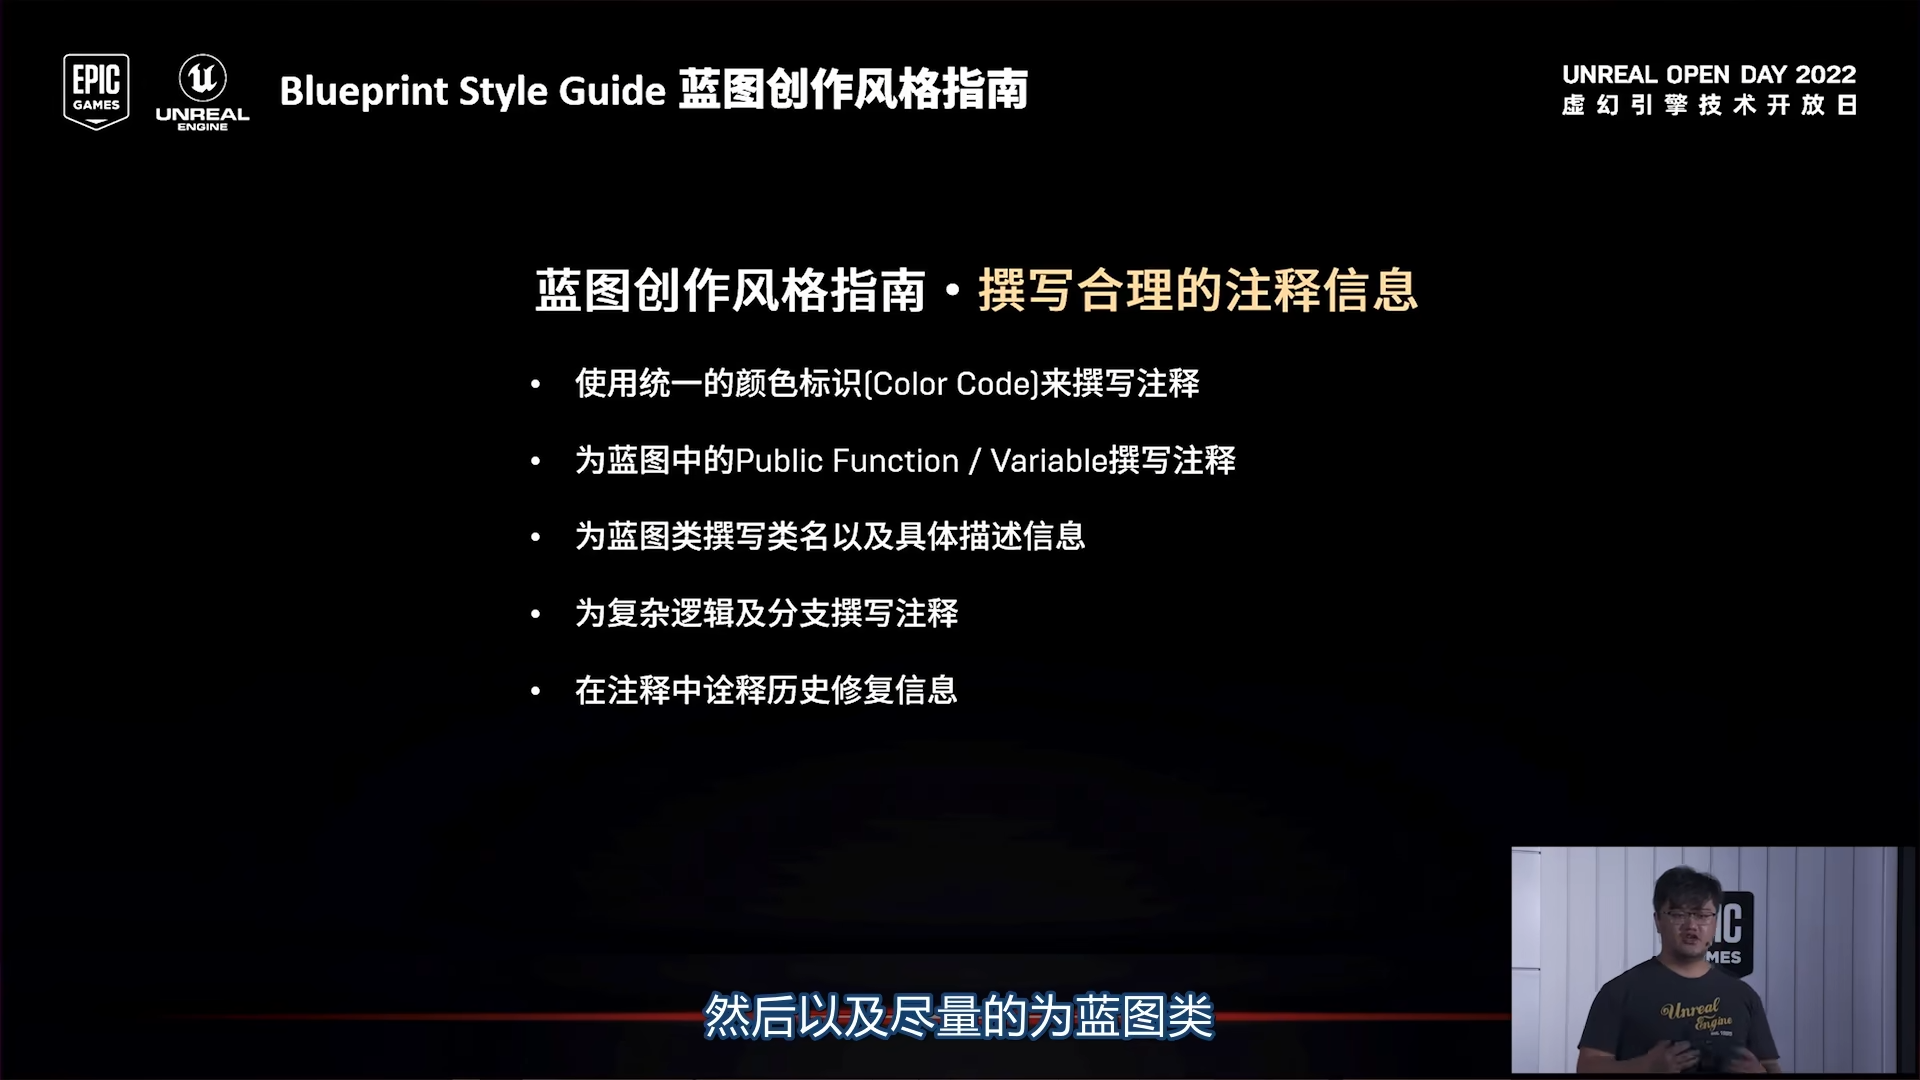 EPIC
GAMES
UNREAL
ENGINE
Blueprint Style Guide 蓝图创作风格指南
UNREAL OPEN DAY 2022
虚幻引擎技术开放日
蓝图创作风格指南·撰写合理的注释信息
• 使用统一的颜色标识(Color Code)来撰写注释
• 为蓝图中的Public Function / Variable撰写注释
• 为蓝图类撰写类名以及具体描述信息
• 为复杂逻辑及分支撰写注释
• 在注释中诠释历史修复信息
IC
MES
Unreal
Engine
然后以及尽量的为蓝图类